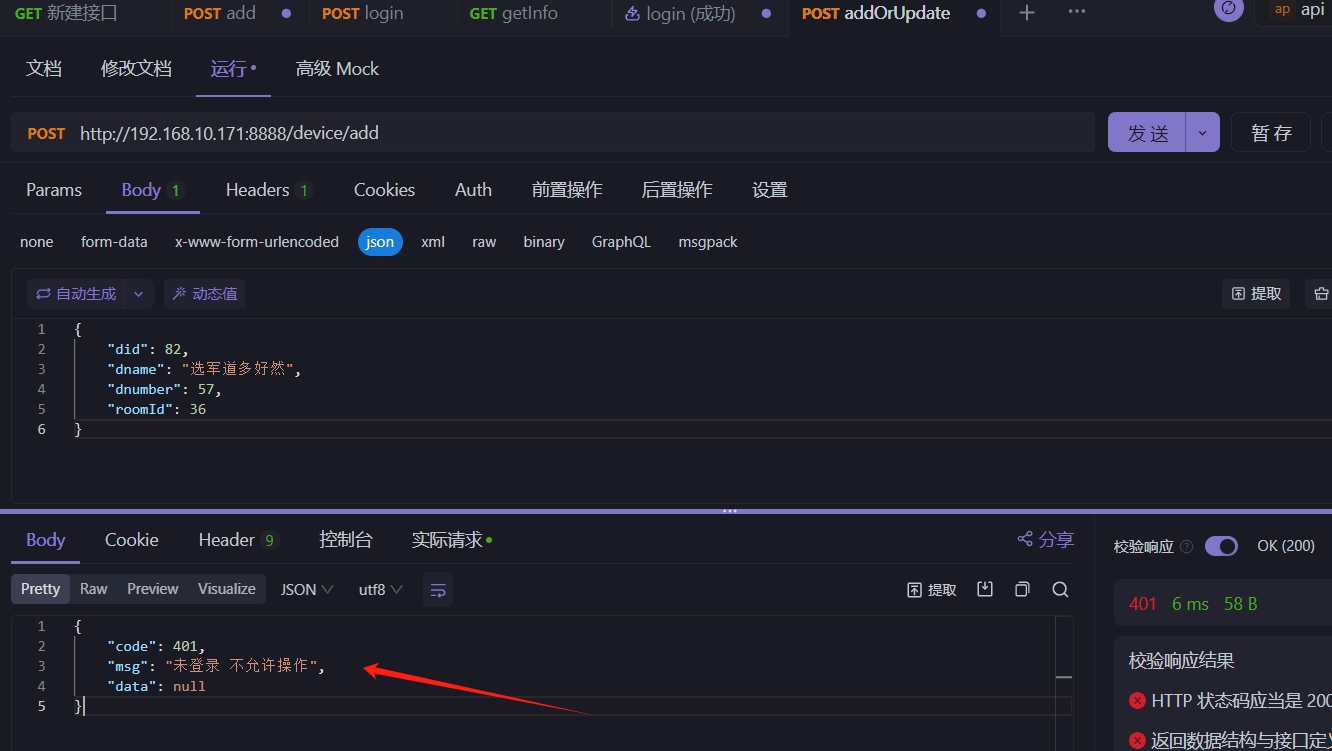 GET 新建接口 POST add POST login GET getInfo login (成功) POST addOrUpdate + ··· ap api
文档 修改文档 运行 高级 Mock
POST http://192.168.10.171:8888/device/add 发 送 暂 存
Params Body 1 Headers 1 Cookies Auth 前置操作 后置操作 设置
none form-data x-www-form-urlencoded json xml raw binary GraphQL msgpack
自动生成 动态值 提取
1 {
2 "did": 82,
3 "dname": "选军道多好然",
4 "dnumber": 57,
5 "roomId": 36
6 }
Body Cookie Header 9 控制台 实际请求 分享 校验响应 OK (200)
Pretty Raw Preview Visualize JSON utf8 提取
401 6 ms 58 B
1 {
2 "code": 401,
3 "msg": "未登录 不允许操作",
4 "data": null
5 }
校验响应结果
HTTP 状态码应当是 200
返回数据结构与接口定义